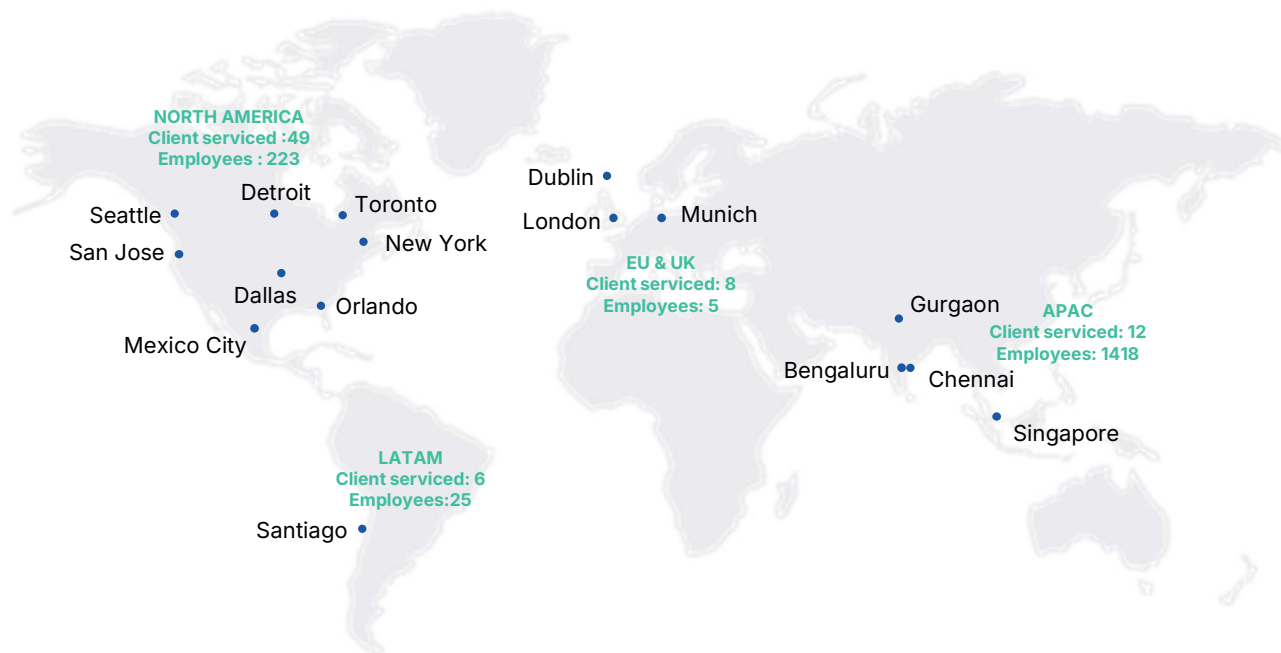 NORTH AMERICA
Client serviced :49
Employees : 223
Detroit
Toronto
Seattle
New York
San Jose
Dallas
Orlando
Mexico City
Dublin
London
Munich
EU & UK
Client serviced: 8
Employees: 5
Gurgaon
APAC
Client serviced: 12
Employees: 1418
Bengaluru
Chennai
Singapore
LATAM
Client serviced: 6
Employees:25
Santiago